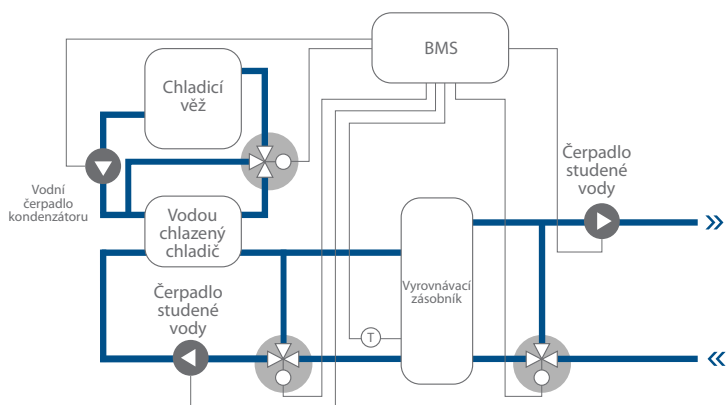 BMS
Chladicí
věž
Čerpadlo
studené
vody
Vodní
čerpadlo
kondenzátoru
Vodou
chlazený
chladič
Vyrovnávací
zásobník
Čerpadlo
studené
vody
T